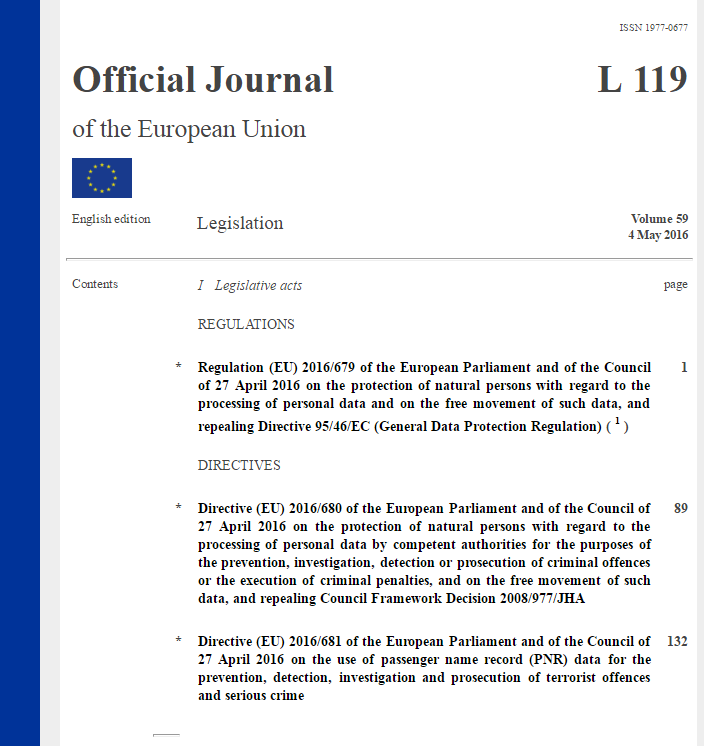 ISSN 1977-0677
Official Journal L 119
of the European Union
English edition Legislation Volume 59
4 May 2016
Contents I Legislative acts page
REGULATIONS
* Regulation (EU) 2016/679 of the European Parliament and of the Council 1
of 27 April 2016 on the protection of natural persons with regard to the
processing of personal data and on the free movement of such data, and
repealing Directive 95/46/EC (General Data Protection Regulation) ( 1 )
DIRECTIVES
* Directive (EU) 2016/680 of the European Parliament and of the Council of 89
27 April 2016 on the protection of natural persons with regard to the
processing of personal data by competent authorities for the purposes of
the prevention, investigation, detection or prosecution of criminal offences
or the execution of criminal penalties, and on the free movement of such
data, and repealing Council Framework Decision 2008/977/JHA
* Directive (EU) 2016/681 of the European Parliament and of the Council of 132
27 April 2016 on the use of passenger name record (PNR) data for the
prevention, detection, investigation and prosecution of terrorist offences
and serious crime